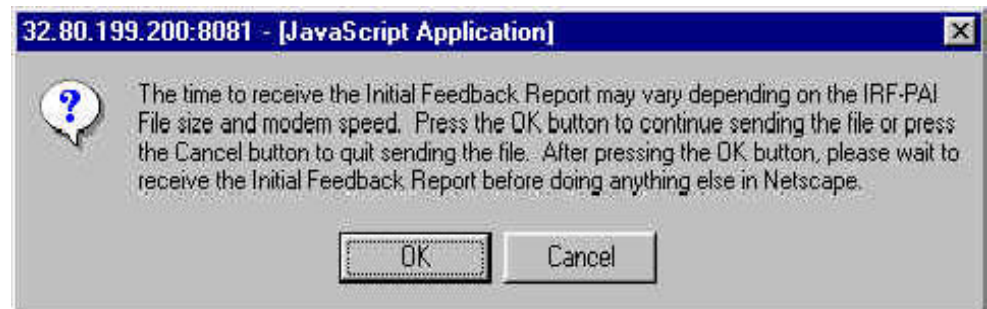 32.80.199.200:8081 - [JavaScript Application]
The time to receive the Initial Feedback Report may vary depending on the IRF-PAI
File size and modem speed.  Press the OK button to continue sending the file or press
the Cancel button to quit sending the file.  After pressing the OK button, please wait to
receive the Initial Feedback Report before doing anything else in Netscape.
OK
Cancel